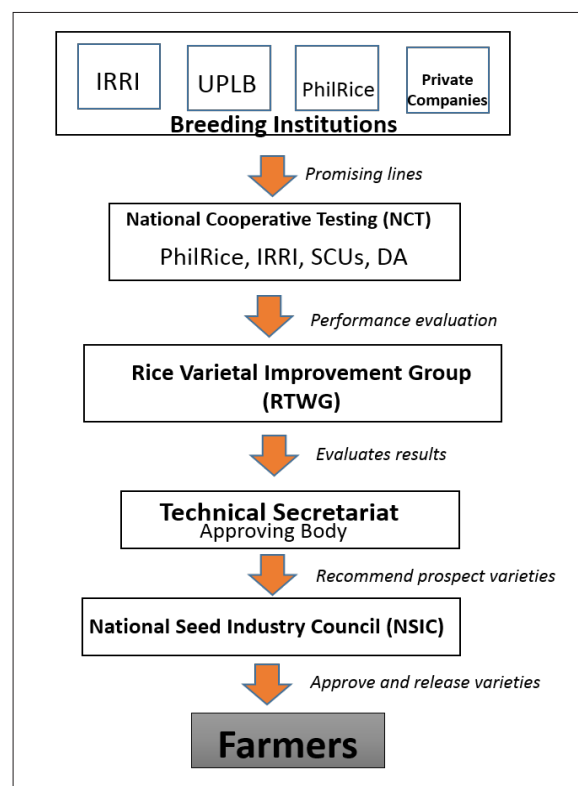 IRRI
UPLB
PhilRice
Private
Companies
Breeding Institutions
Promising lines
National Cooperative Testing (NCT)
PhilRice, IRRI, SCUs, DA
Performance evaluation
Rice Varietal Improvement Group
(RTWG)
Evaluates results
Technical Secretariat
Approving Body
Recommend prospect varieties
National Seed Industry Council (NSIC)
Approve and release varieties
Farmers